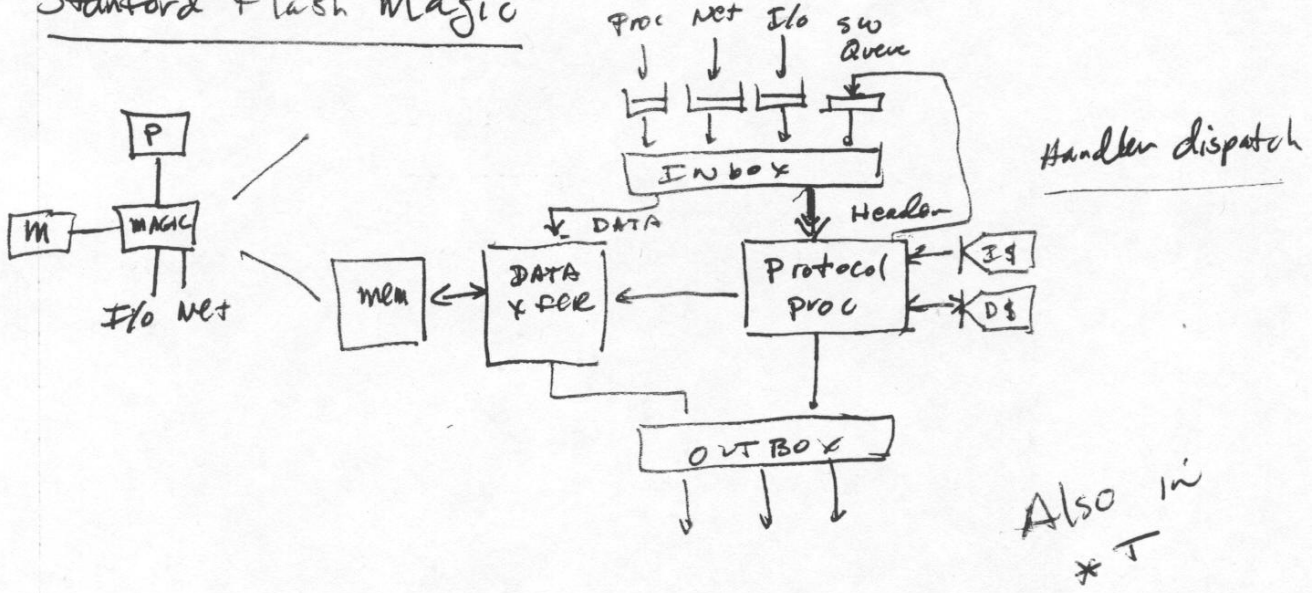 Stanford Flash Magic
Proc Net I/o SW
Queue
P
M MAGIC
I/o Net
INbox
DATA Header
Handler dispatch
mem
DATA
XFER
Protocol
proc
I$
D$
OUTBOX
Also in
*T